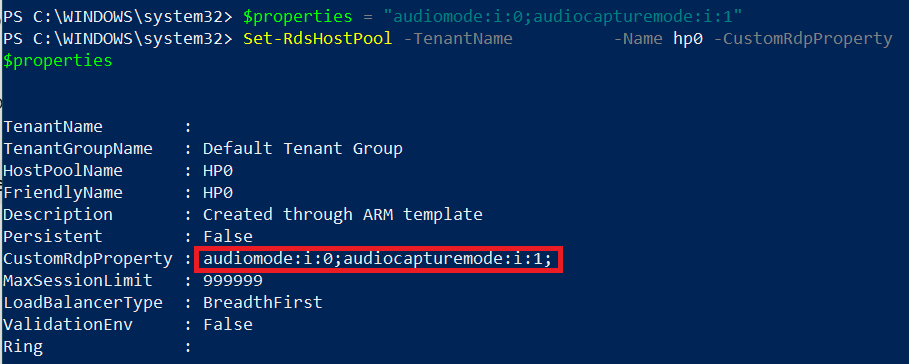 PS C:\WINDOWS\system32> $properties = "audiomode:i:0;audiocapturemode:i:1"
PS C:\WINDOWS\system32> Set-RdsHostPool -TenantName -Name hp0 -CustomRdpProperty
$properties
TenantName :
TenantGroupName : Default Tenant Group
HostPoolName : HP0
FriendlyName : HP0
Description : Created through ARM template
Persistent : False
CustomRdpProperty : audiomode:i:0;audiocapturemode:i:1;
MaxSessionLimit : 999999
LoadBalancerType : BreadthFirst
ValidationEnv : False
Ring :